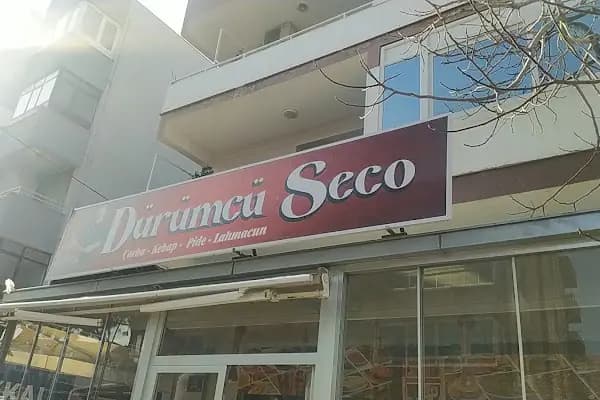 Dürümcü Seco
Çorba - Kebap - Pide - Lahmacun